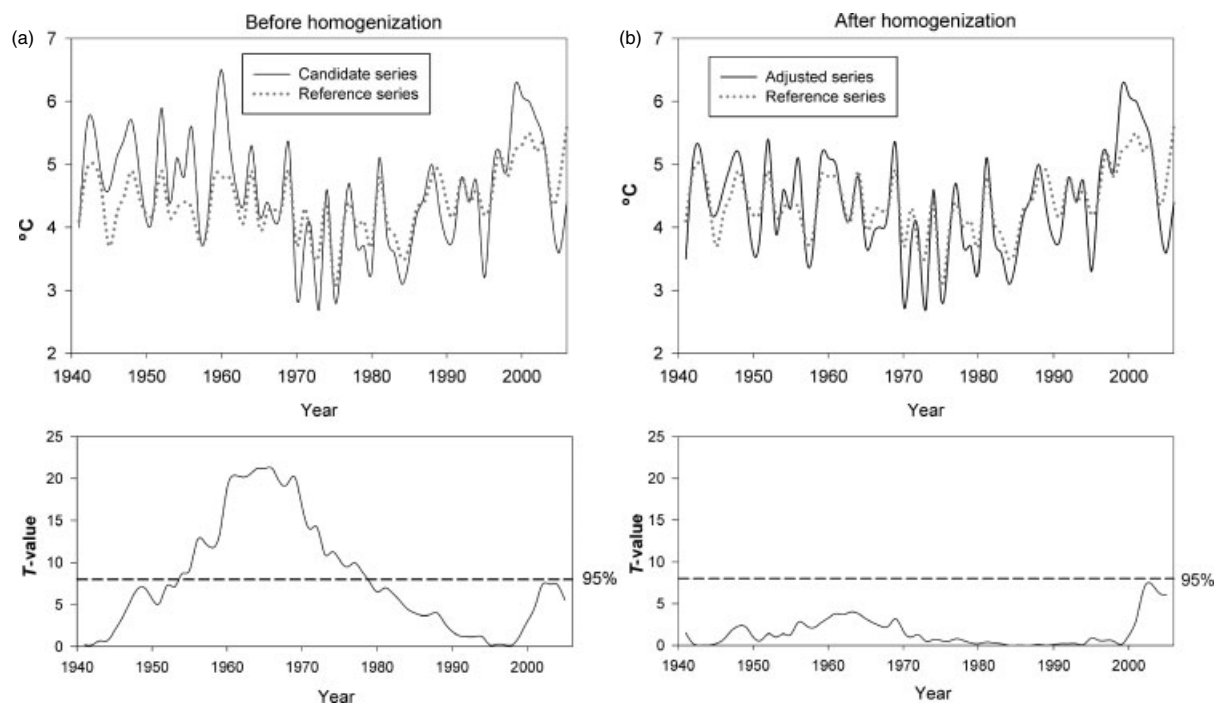 Before homogenization
(a)
7
6
5
4
3
2
°C
Candidate series
Reference series
1940 1950 1960 1970 1980 1990 2000
Year
After homogenization
(b)
7
6
5
4
3
2
Adjusted series
Reference series
1940 1950 1960 1970 1980 1990 2000
Year
25
20
15
10
5
0
T-value
95%
1940 1950 1960 1970 1980 1990 2000
Year
25
20
15
10
5
0
T-value
95%
1940 1950 1960 1970 1980 1990 2000
Year